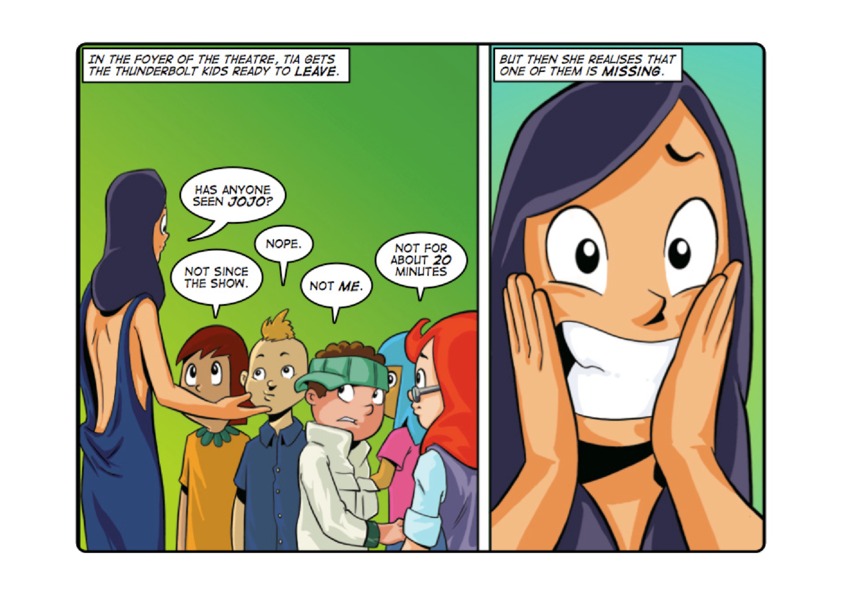 IN THE FOYER OF THE THEATRE, TIA GETS
THE THUNDERBOLT KIDS READY TO LEAVE.
HAS ANYONE
SEEN JOJO?
NOT SINCE
THE SHOW.
NOPE.
NOT ME.
NOT FOR
ABOUT 20
MINUTES
BUT THEN SHE REALISES THAT
ONE OF THEM IS MISSING.